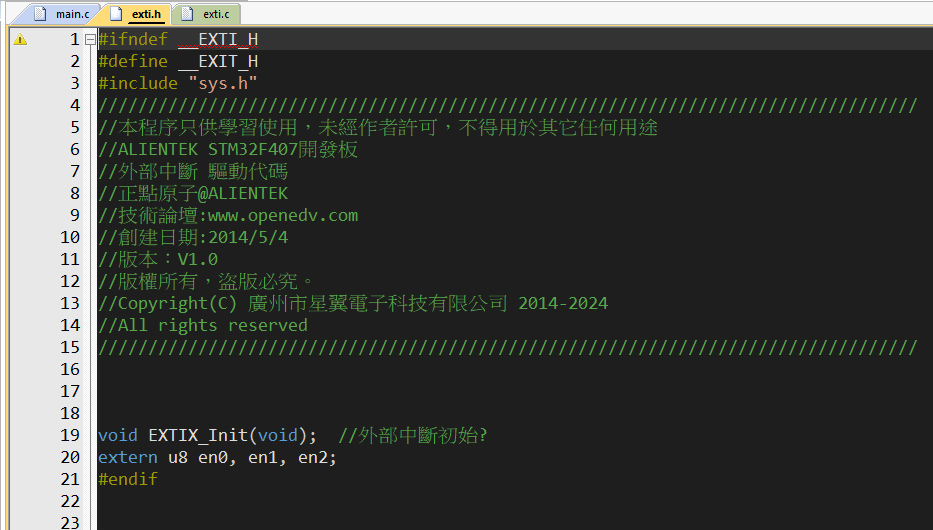 main.c exti.h exti.c
1 #ifndef __EXTI_H
2 #define __EXIT_H
3 #include "sys.h"
4 //////////////////////////////////////////////////////////////////////////////////
5 //本程序只供學習使用，未經作者許可，不得用於其它任何用途
6 //ALIENTEK STM32F407開發板
7 //外部中斷 驅動代碼
8 //正點原子@ALIENTEK
9 //技術論壇:www.openedv.com
10 //創建日期:2014/5/4
11 //版本：V1.0
12 //版權所有，盜版必究。
13 //Copyright(C) 廣州市星翼電子科技有限公司 2014-2024
14 //All rights reserved
15 //////////////////////////////////////////////////////////////////////////////////
16
17
18
19 void EXTIX_Init(void); //外部中斷初始?
20 extern u8 en0, en1, en2;
21 #endif
22
23